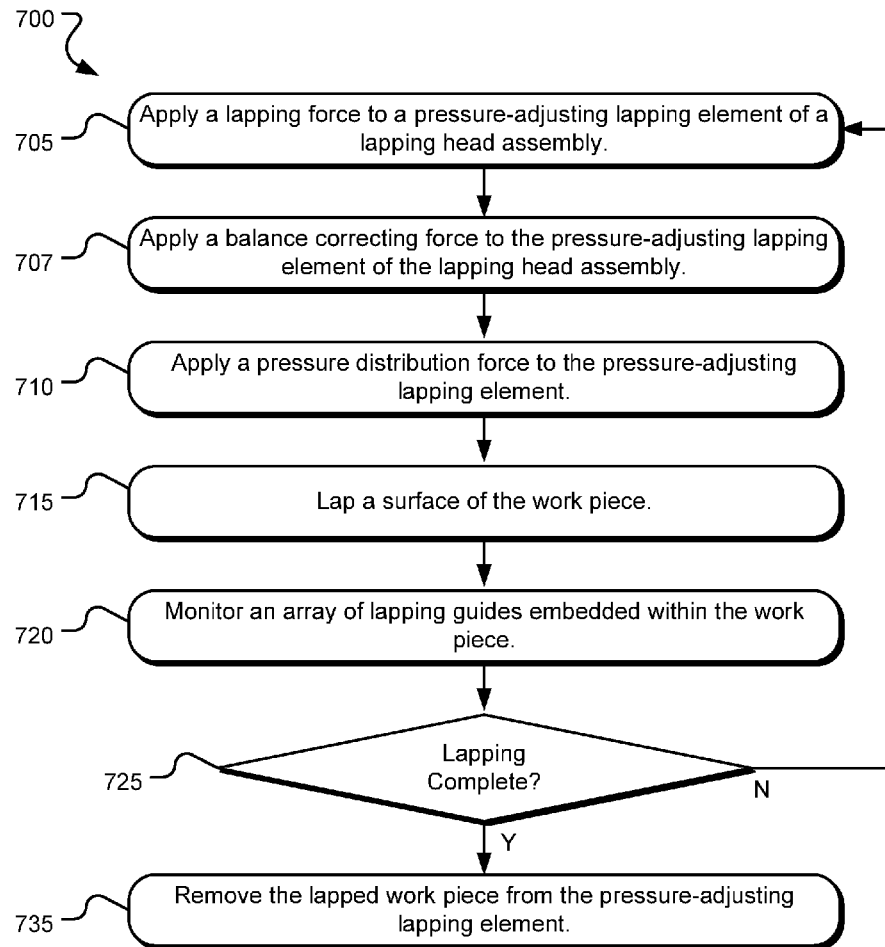 700
Apply a lapping force to a pressure-adjusting lapping element of a
lapping head assembly.
705
Apply a balance correcting force to the pressure-adjusting lapping
element of the lapping head assembly.
707
Apply a pressure distribution force to the pressure-adjusting
lapping element.
710
Lap a surface of the work piece.
715
Monitor an array of lapping guides embedded within the work
piece.
720
Lapping
Complete?
725
N
Y
Remove the lapped work piece from the pressure-adjusting
lapping element.
735